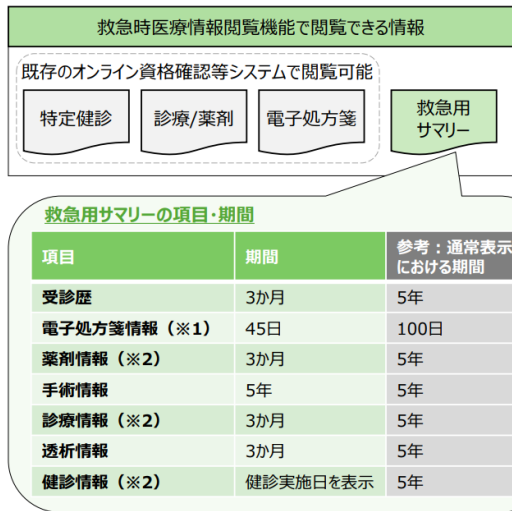 救急時医療情報閲覧機能で閲覧できる情報
既存のオンライン資格確認等システムで閲覧可能
特定健診
診療/薬剤
電子処方箋
救急用
サマリー
救急用サマリーの項目・期間
項目 期間 参考：通常表示
における期間
受診歴 3か月 5年
電子処方箋情報（※1） 45日 100日
薬剤情報（※2） 3か月 5年
手術情報 5年 5年
診療情報（※2） 3か月 5年
透析情報 3か月 5年
健診情報（※2） 健診実施日を表示 5年